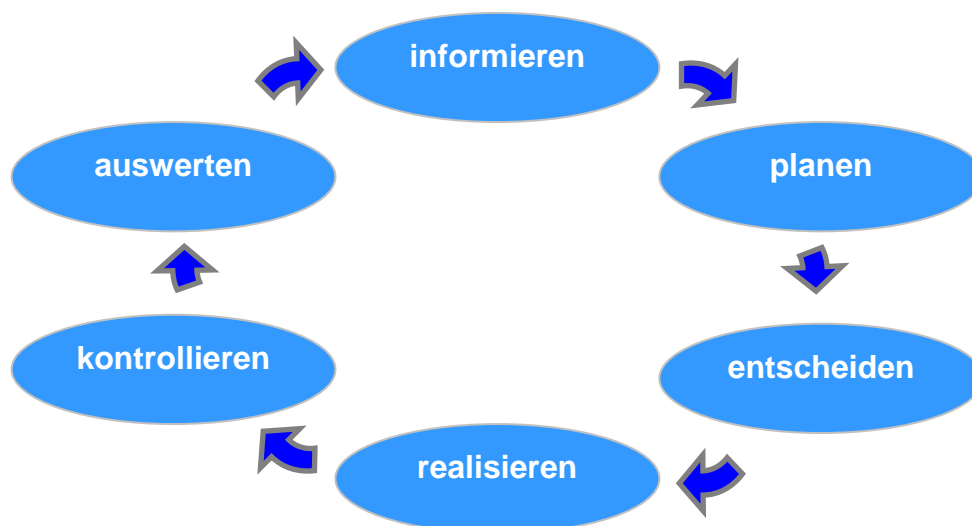 informieren
planen
entscheiden
realisieren
kontrollieren
auswerten